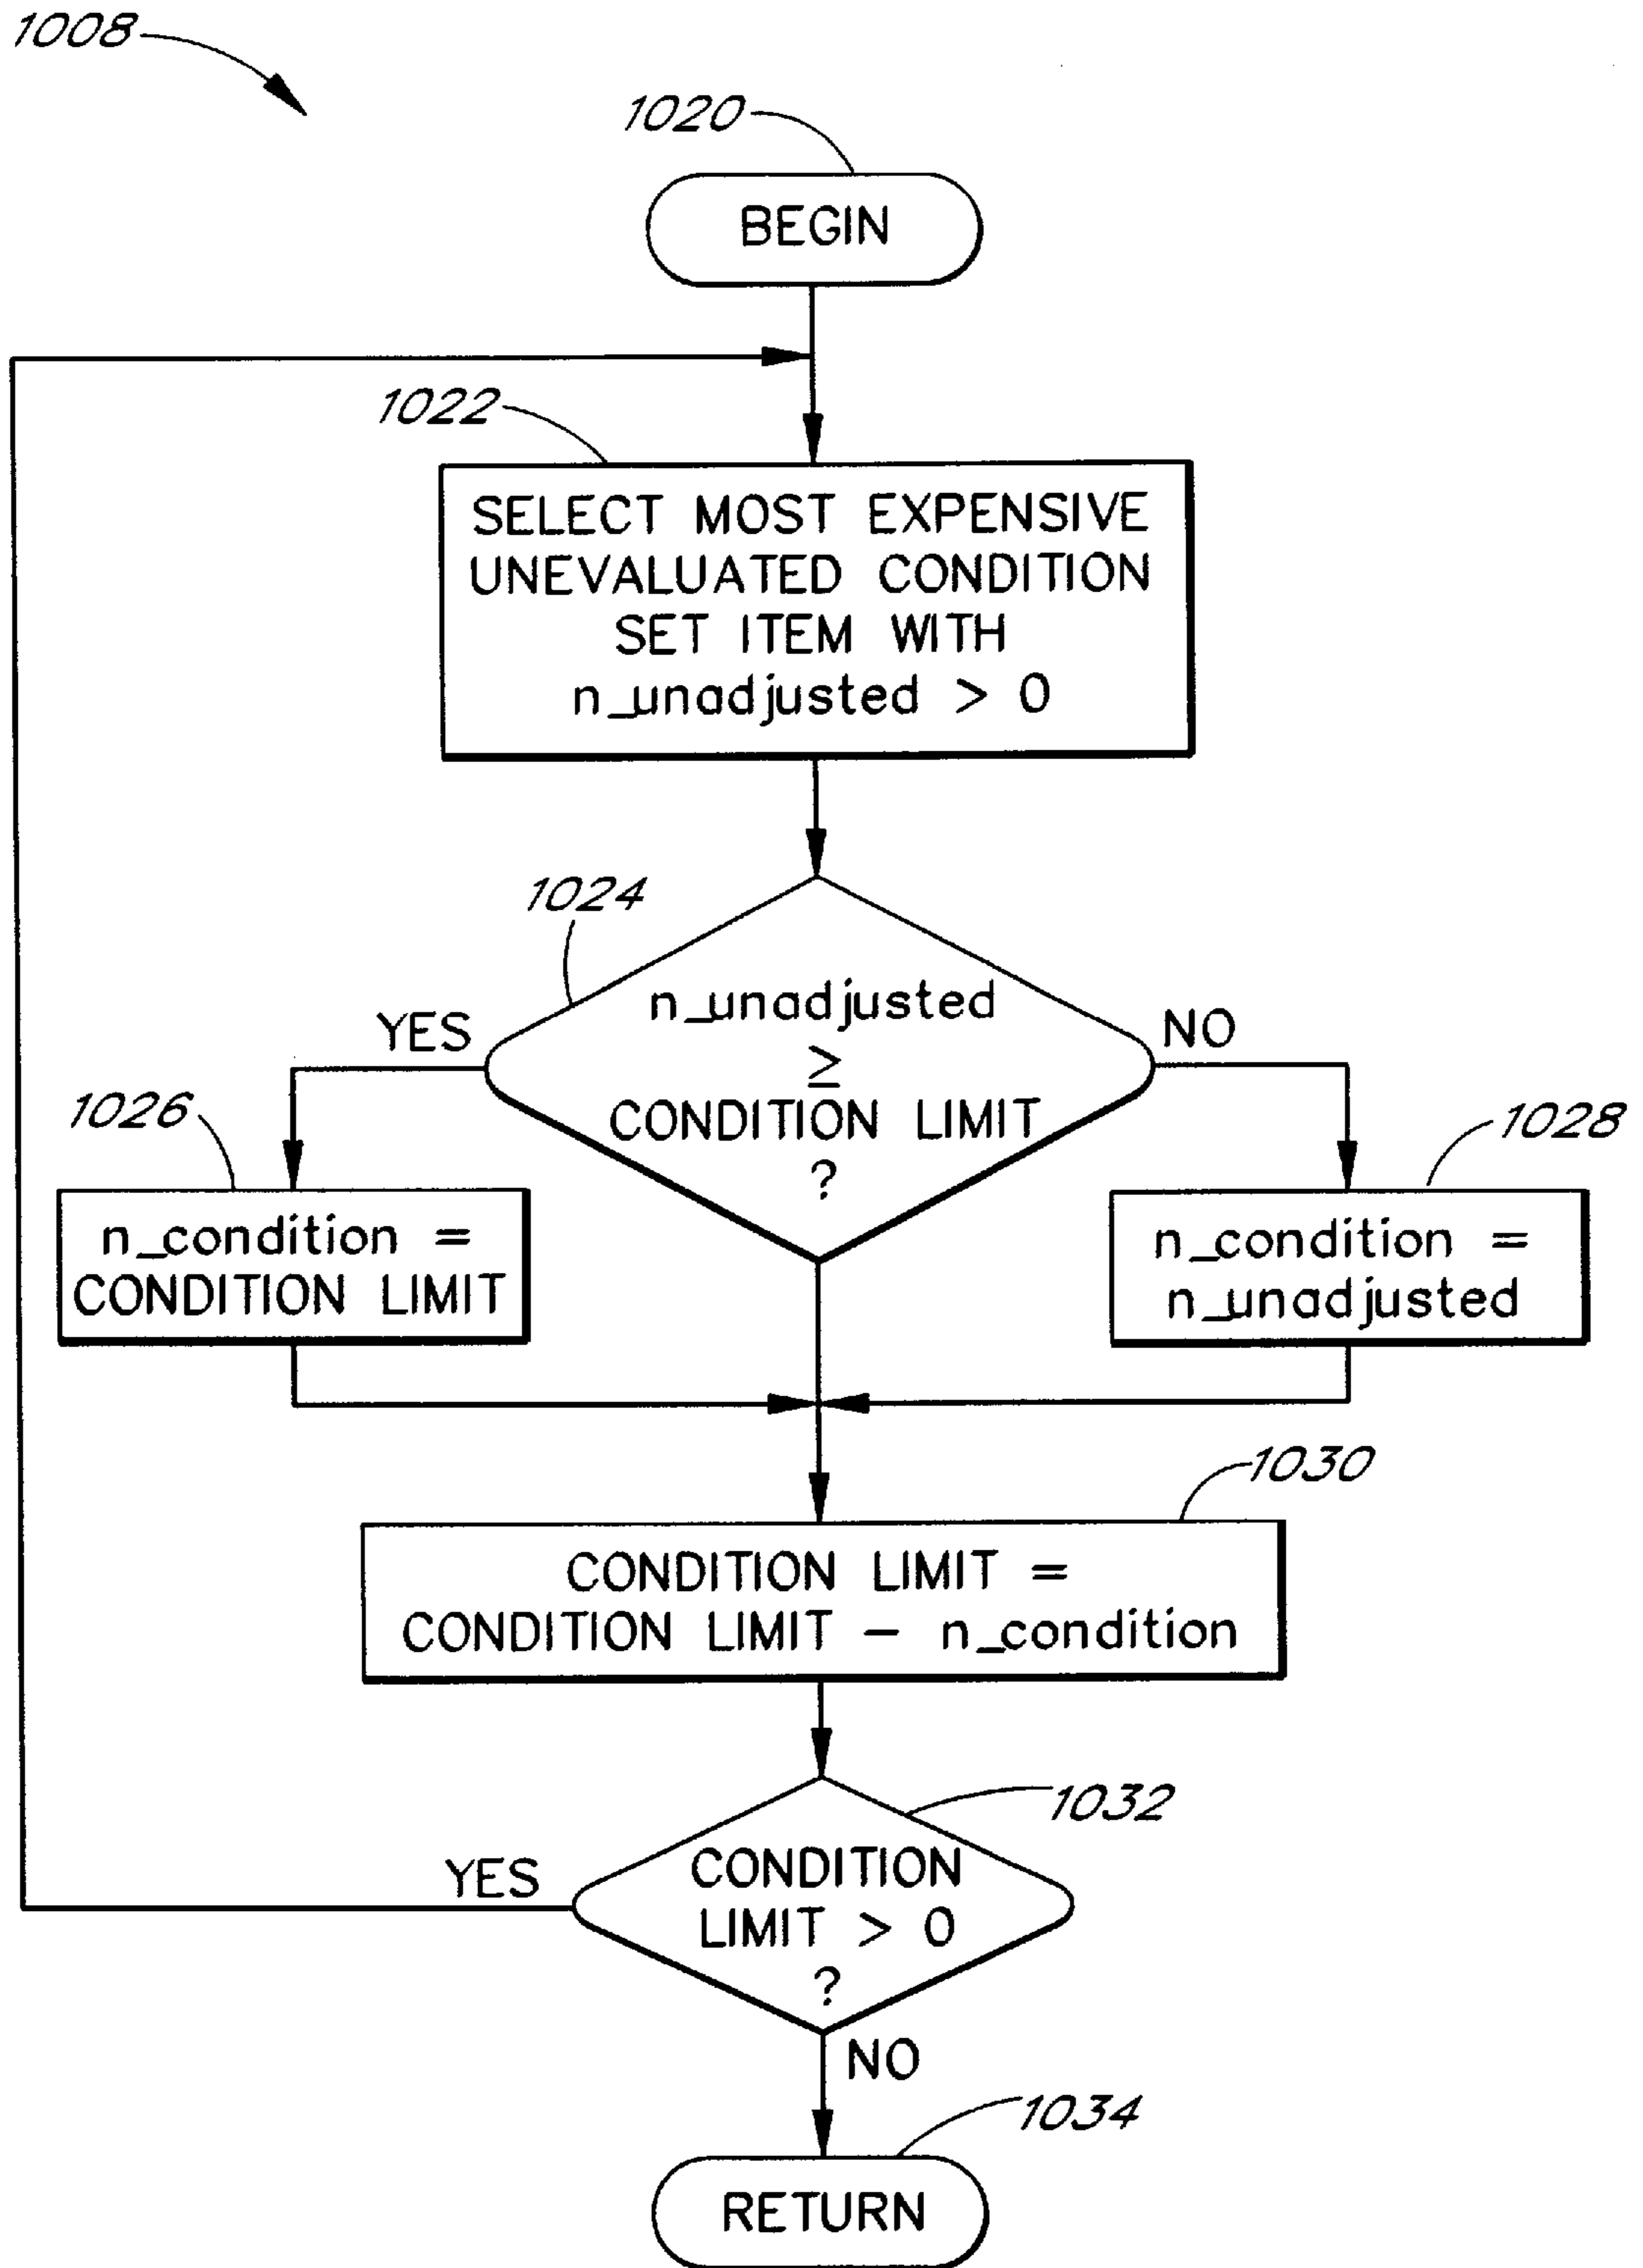 1008
1020
BEGIN
1022
SELECT MOST EXPENSIVE
UNEVALUATED CONDITION
SET ITEM WITH
n_unadjusted > 0
1024
n_unadjusted
≥
CONDITION LIMIT
?
YES
NO
1026
n_condition =
CONDITION LIMIT
1028
n_condition =
n_unadjusted
1030
CONDITION LIMIT =
CONDITION LIMIT − n_condition
1032
CONDITION
LIMIT > 0
?
YES
NO
1034
RETURN